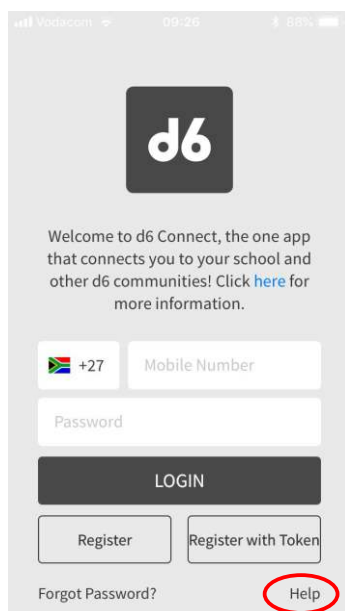 Vodacom 09:26 88%
d6
Welcome to d6 Connect, the one app
that connects you to your school and
other d6 communities! Click here for
more information.
+27 Mobile Number
Password
LOGIN
Register Register with Token
Forgot Password? Help